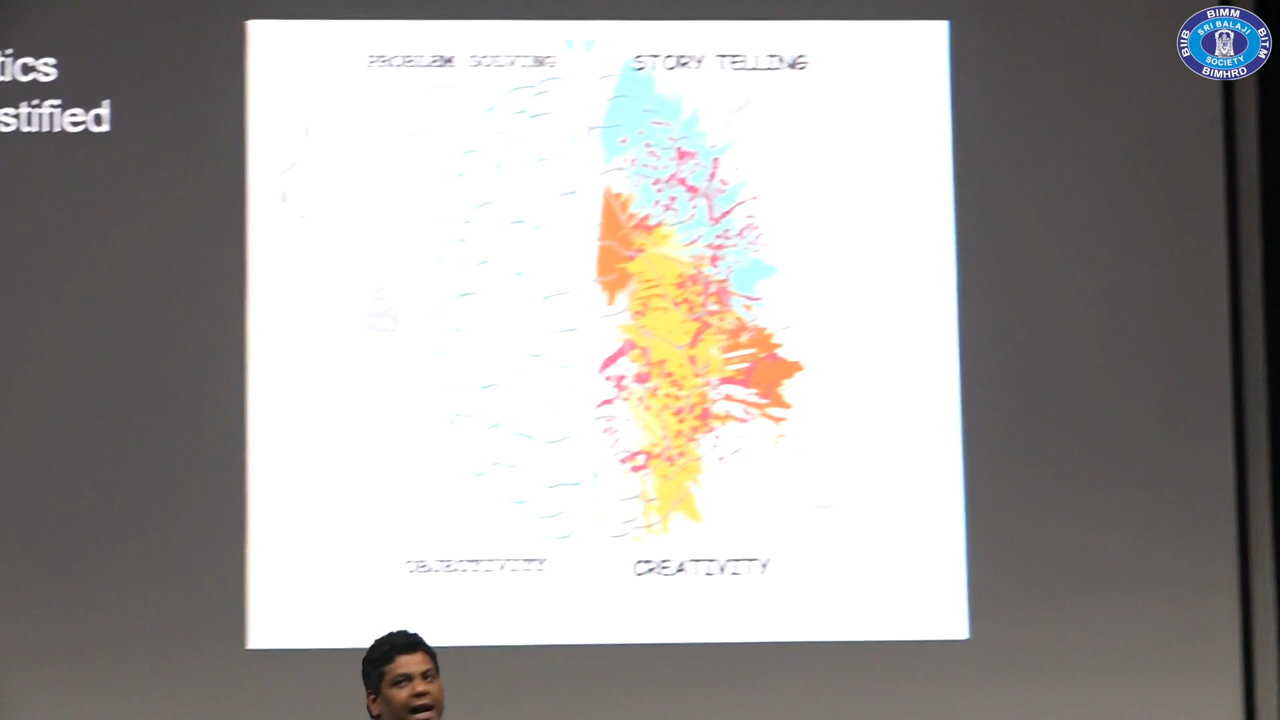 tics
stified
PROBLEM SOLVING
STORY TELLING
OBJECTIVITY
CREATIVITY
BIMM
BIIB
SRI BALAJI
SOCIETY
BITM
BIMHRD